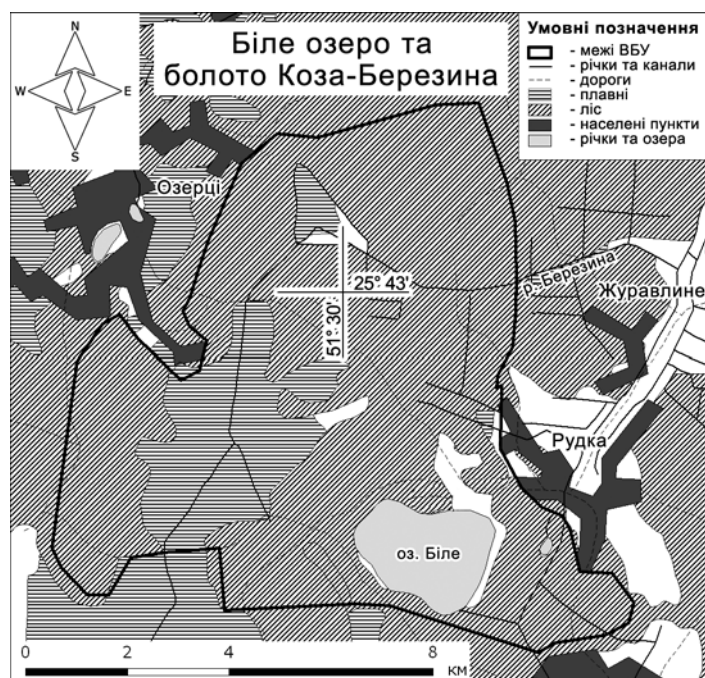 N
W
E
S
Біле озеро та
болото Коза-Березина
Умовні позначення
- межі ВБУ
- річки та канали
- дороги
- плавні
- ліс
- населені пункти
- річки та озера
Озерці
25° 43'
51° 30'
р. Березина
Журавлине
Рудка
оз. Біле
0 2 4 8
км